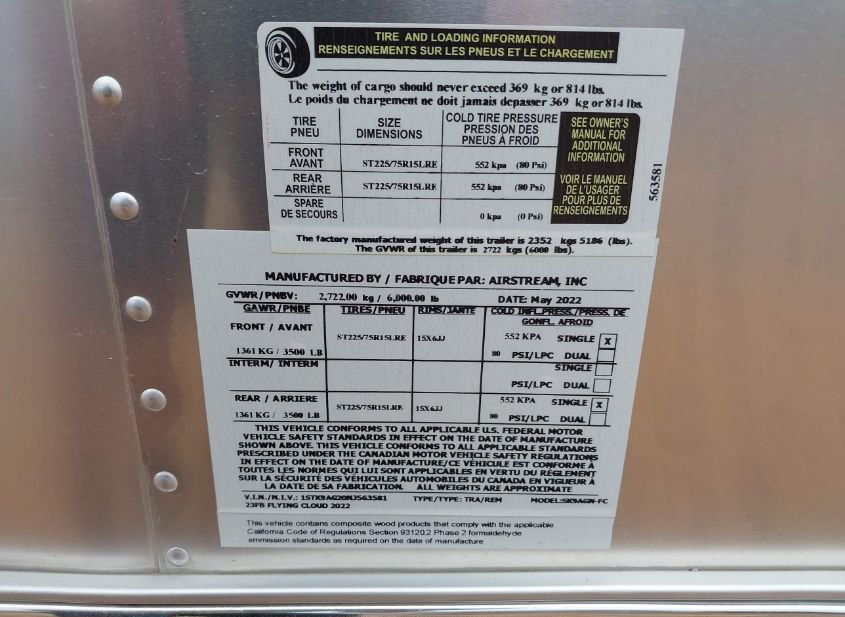 TIRE AND LOADING INFORMATION
RENSEIGNEMENTS SUR LES PNEUS ET LE CHARGEMENT
The weight of cargo should never exceed 369 kg or 814 lbs.
Le poids du chargement ne doit jamais depasser 369 kg or 814 lbs.
TIRE SIZE COLD TIRE PRESSURE
PNEU DIMENSIONS PRESSION DES
PNEUS À FROID
FRONT
AVANT ST225/75R15LRE 552 kpa (80 Psi)
REAR
ARRIÈRE ST225/75R15LRE 552 kpa (80 Psi)
SPARE
DE SECOURS 0 kpa (0 Psi)
SEE OWNER'S
MANUAL FOR
ADDITIONAL
INFORMATION
VOIR LE MANUEL
DE L'USAGER
POUR PLUS DE
RENSEIGNEMENTS
563581
The factory manufactured weight of this trailer is 2352 kgs 5186 (lbs).
The GVWR of this trailer is 2722 kgs (6000 lbs).
MANUFACTURED BY / FABRIQUE PAR: AIRSTREAM, INC
GVWR/PNBV: 2,722.00 kg / 6,000.00 lb DATE: May 2022
GAWR/PNBE TIRES/PNEU RIMS/JANTE COLD INFL.PRESS./PRESS. DE
GONFL. AFROID
FRONT / AVANT ST225/75R15LRE 15X6JJ 552 KPA SINGLE X
1361 KG / 3500 LB 80 PSI/LPC DUAL
INTERM/ INTERM SINGLE
PSI/LPC DUAL
REAR / ARRIERE ST225/75R15LRE 15X6JJ 552 KPA SINGLE X
1361 KG / 3500 LB 80 PSI/LPC DUAL
THIS VEHICLE CONFORMS TO ALL APPLICABLE U.S. FEDERAL MOTOR
VEHICLE SAFETY STANDARDS IN EFFECT ON THE DATE OF MANUFACTURE
SHOWN ABOVE. THIS VEHICLE CONFORMS TO ALL APPLICABLE STANDARDS
PRESCRIBED UNDER THE CANADIAN MOTOR VEHICLE SAFETY REGULATIONS
IN EFFECT ON THE DATE OF MANUFACTURE/CE VÉHICULE EST CONFORME À
TOUTES LES NORMES QUI LUI SONT APPLICABLES EN VERTU DU RÈGLEMENT
SUR LA SÉCURITÉ DES VÉHICULES AUTOMOBILES DU CANADA EN VIGUEUR À
LA DATE DE SA FABRICATION. ALL WEIGHTS ARE APPROXIMATE
V.I.N./N.I.V.: 1STK9AG20NJ563581 TYPE/TYPE: TRA/REM MODEL:SK9AGN-FC
23FB FLYING CLOUD 2022
This vehicle contains composite wood products that comply with the applicable
California Code of Regulations Section 93120.2 Phase 2 formaldehyde
emmission standards as required on the date of manufacture.